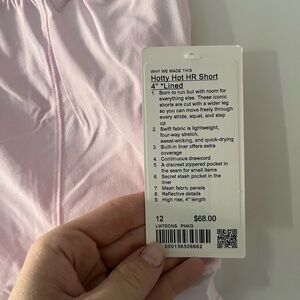 WHY WE MADE THIS
Hotty Hot HR Short
4" *Lined
1. Born to run but with room for
everything else. These iconic
shorts are cut with a wider leg
so you can move freely through
every stride, squat, and step
up
2. Swift fabric is lightweight,
four-way stretch,
sweat-wicking, and quick-drying
3. Built-in liner offers extra
coverage
4. Continuous drawcord
5. A discreet zippered pocket in
the seam for small items
6. Secret stash pocket in the
liner
7. Mesh fabric panels
8. Reflective details
9. High rise, 4" length
12 $68.00
LW7DCNS PNKG
000156506662